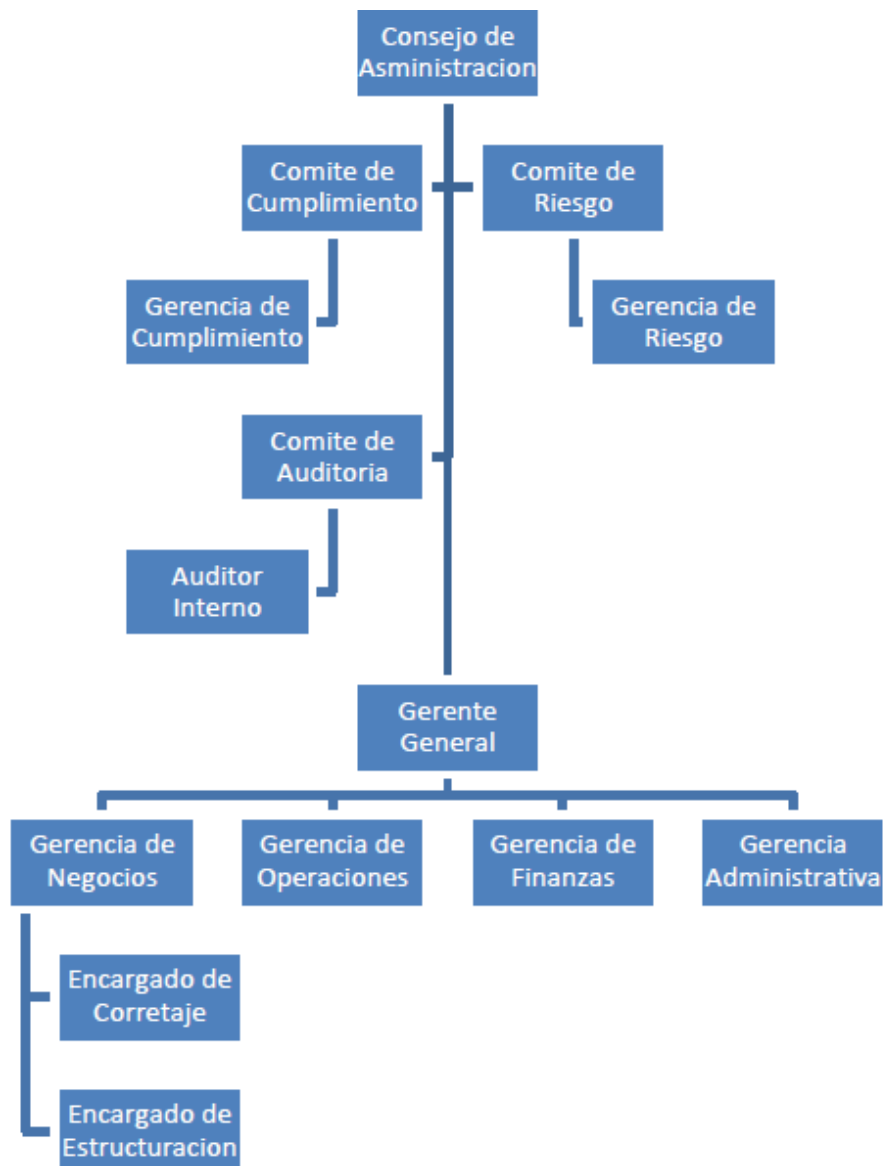 Consejo de
Asministracion
Comite de
Cumplimiento
Comite de
Riesgo
Gerencia de
Cumplimiento
Gerencia de
Riesgo
Comite de
Auditoria
Auditor
Interno
Gerente
General
Gerencia de
Negocios
Gerencia de
Operaciones
Gerencia de
Finanzas
Gerencia
Administrativa
Encargado de
Corretaje
Encargado de
Estructuracion